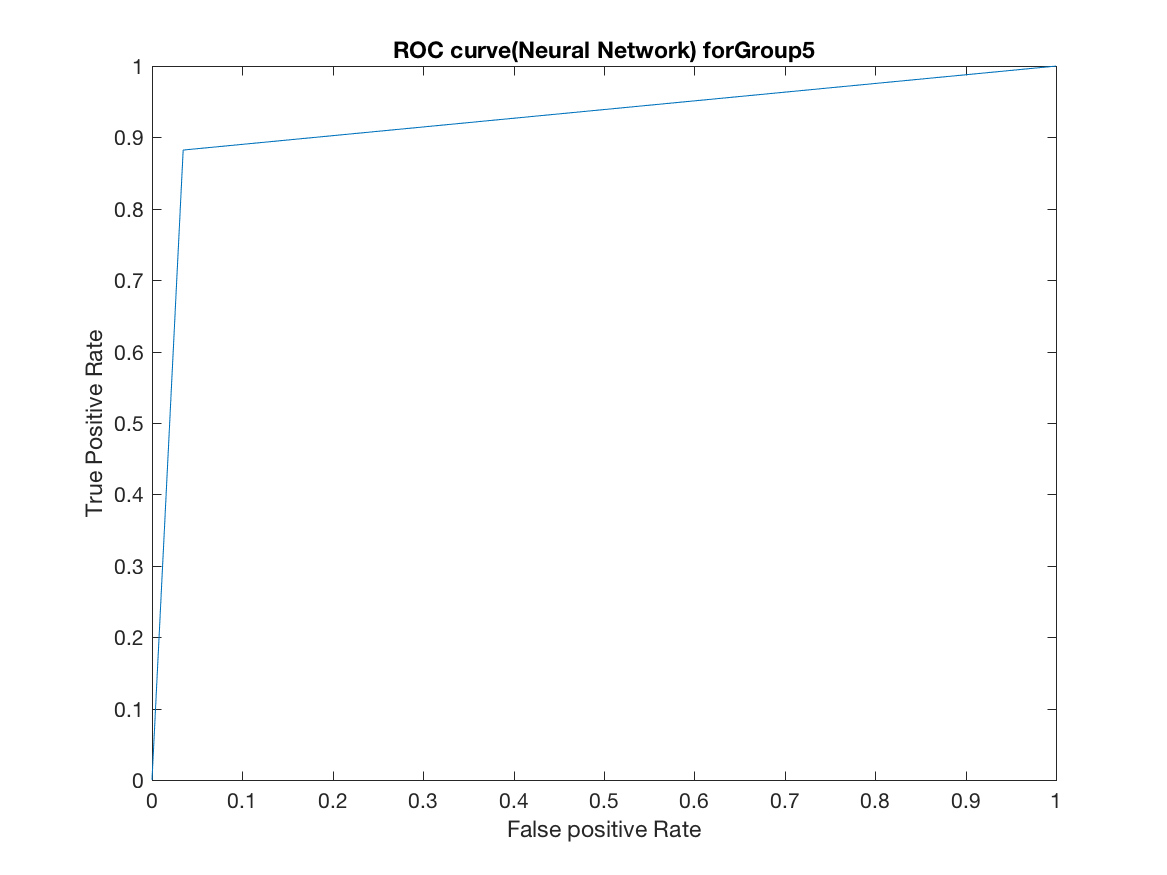 ROC curve(Neural Network) forGroup5
1
0.9
0.8
0.7
0.6
0.5
0.4
0.3
0.2
0.1
0
True Positive Rate
0 0.1 0.2 0.3 0.4 0.5 0.6 0.7 0.8 0.9 1
False positive Rate